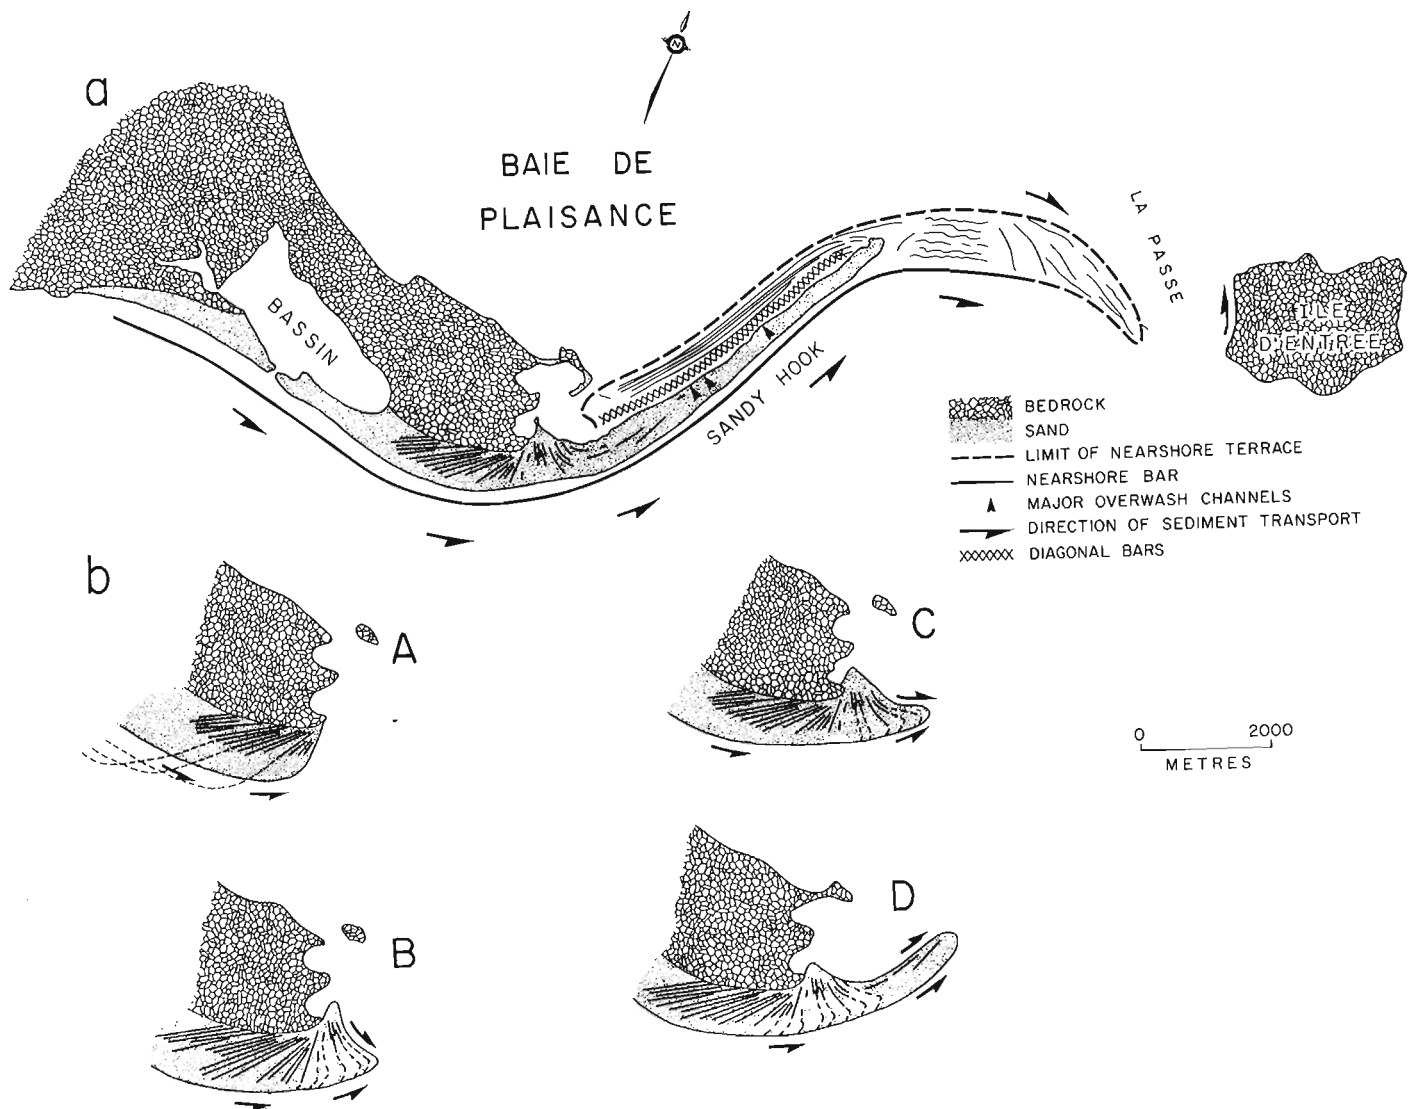 a
N
BAIE DE
PLAISANCE
LA PASSE
BASSIN
SANDY HOOK
ILE
D'ENTREE
BEDROCK
SAND
LIMIT OF NEARSHORE TERRACE
NEARSHORE BAR
MAJOR OVERWASH CHANNELS
DIRECTION OF SEDIMENT TRANSPORT
DIAGONAL BARS
b
A
C
0 2000
METRES
B
D